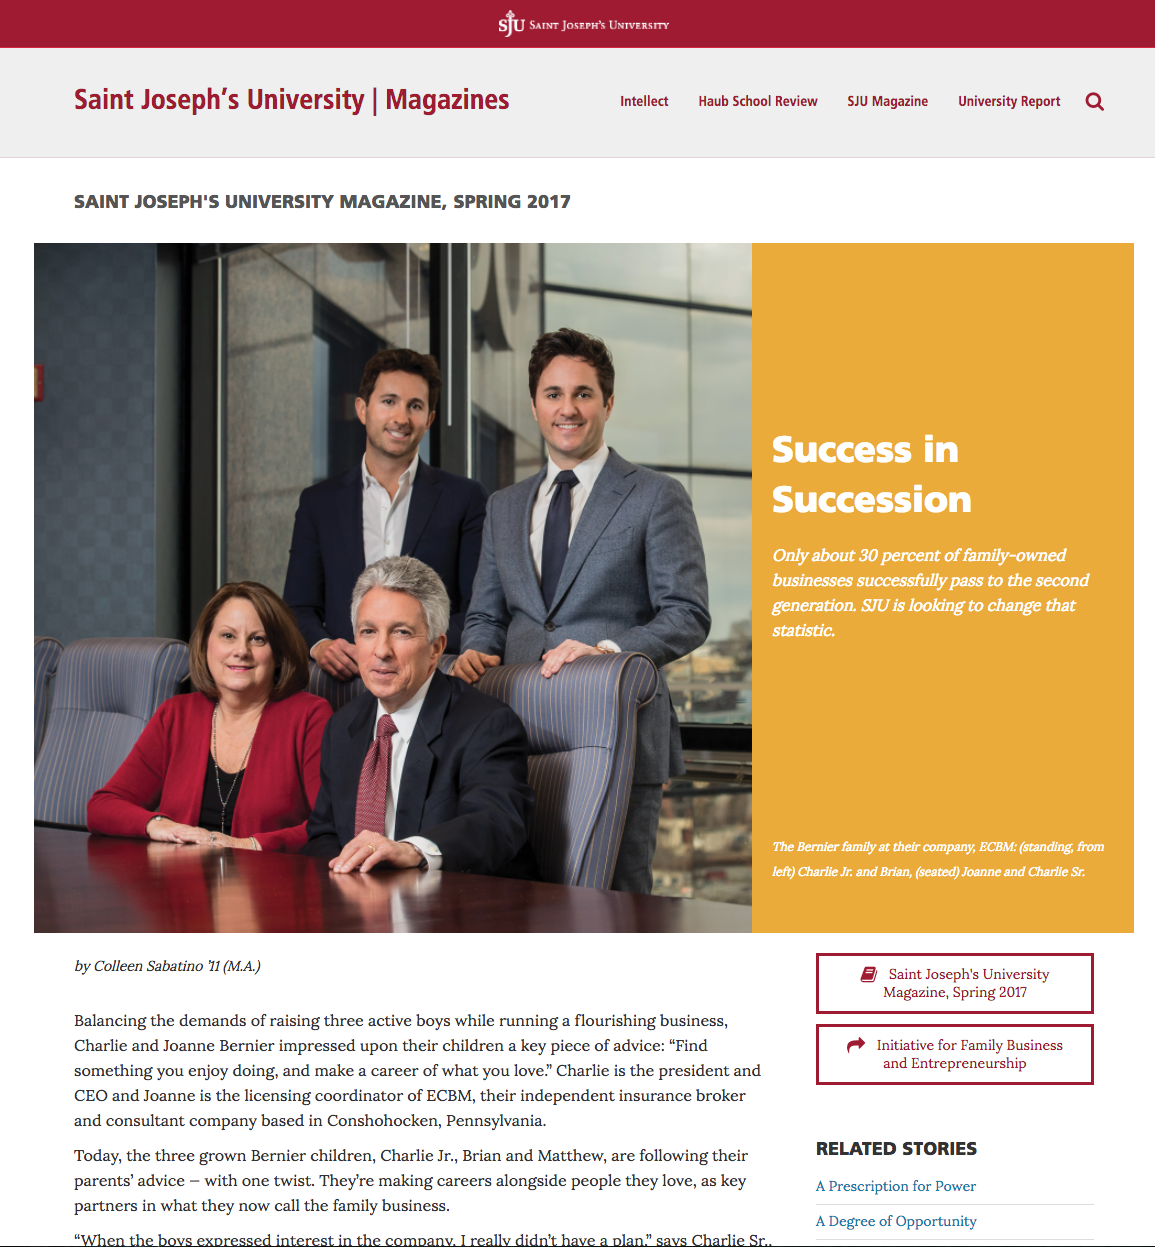 SJU SAINT JOSEPH'S UNIVERSITY
Saint Joseph's University | Magazines
Intellect
Haub School Review
SJU Magazine
University Report
SAINT JOSEPH'S UNIVERSITY MAGAZINE, SPRING 2017
Success in
Succession
Only about 30 percent of family-owned
businesses successfully pass to the second
generation. SJU is looking to change that
statistic.
The Bernier family at their company, ECBM: (standing, from
left) Charlie Jr. and Brian, (seated) Joanne and Charlie Sr.
by Colleen Sabatino ’11 (M.A.)
Balancing the demands of raising three active boys while running a flourishing business,
Charlie and Joanne Bernier impressed upon their children a key piece of advice: “Find
something you enjoy doing, and make a career of what you love.” Charlie is the president and
CEO and Joanne is the licensing coordinator of ECBM, their independent insurance broker
and consultant company based in Conshohocken, Pennsylvania.
Today, the three grown Bernier children, Charlie Jr., Brian and Matthew, are following their
parents’ advice — with one twist. They’re making careers alongside people they love, as key
partners in what they now call the family business.
“When the boys expressed interest in the company, I really didn’t have a plan,” says Charlie Sr.,
Saint Joseph's University
Magazine, Spring 2017
Initiative for Family Business
and Entrepreneurship
RELATED STORIES
A Prescription for Power
A Degree of Opportunity